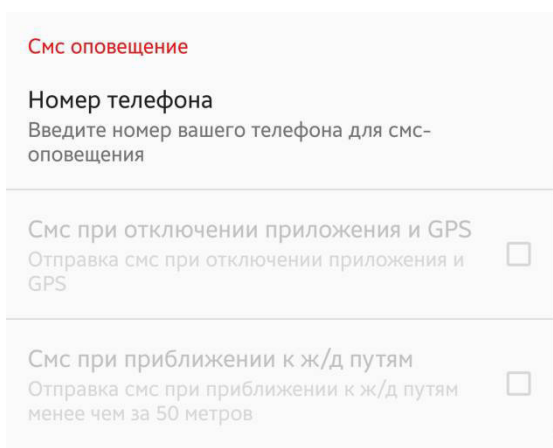 Смс оповещение
Номер телефона
Введите номер вашего телефона для смс-
оповещения
Смс при отключении приложения и GPS
Отправка смс при отключении приложения и
GPS
Смс при приближении к ж/д путям
Отправка смс при приближении к ж/д путям
менее чем за 50 метров